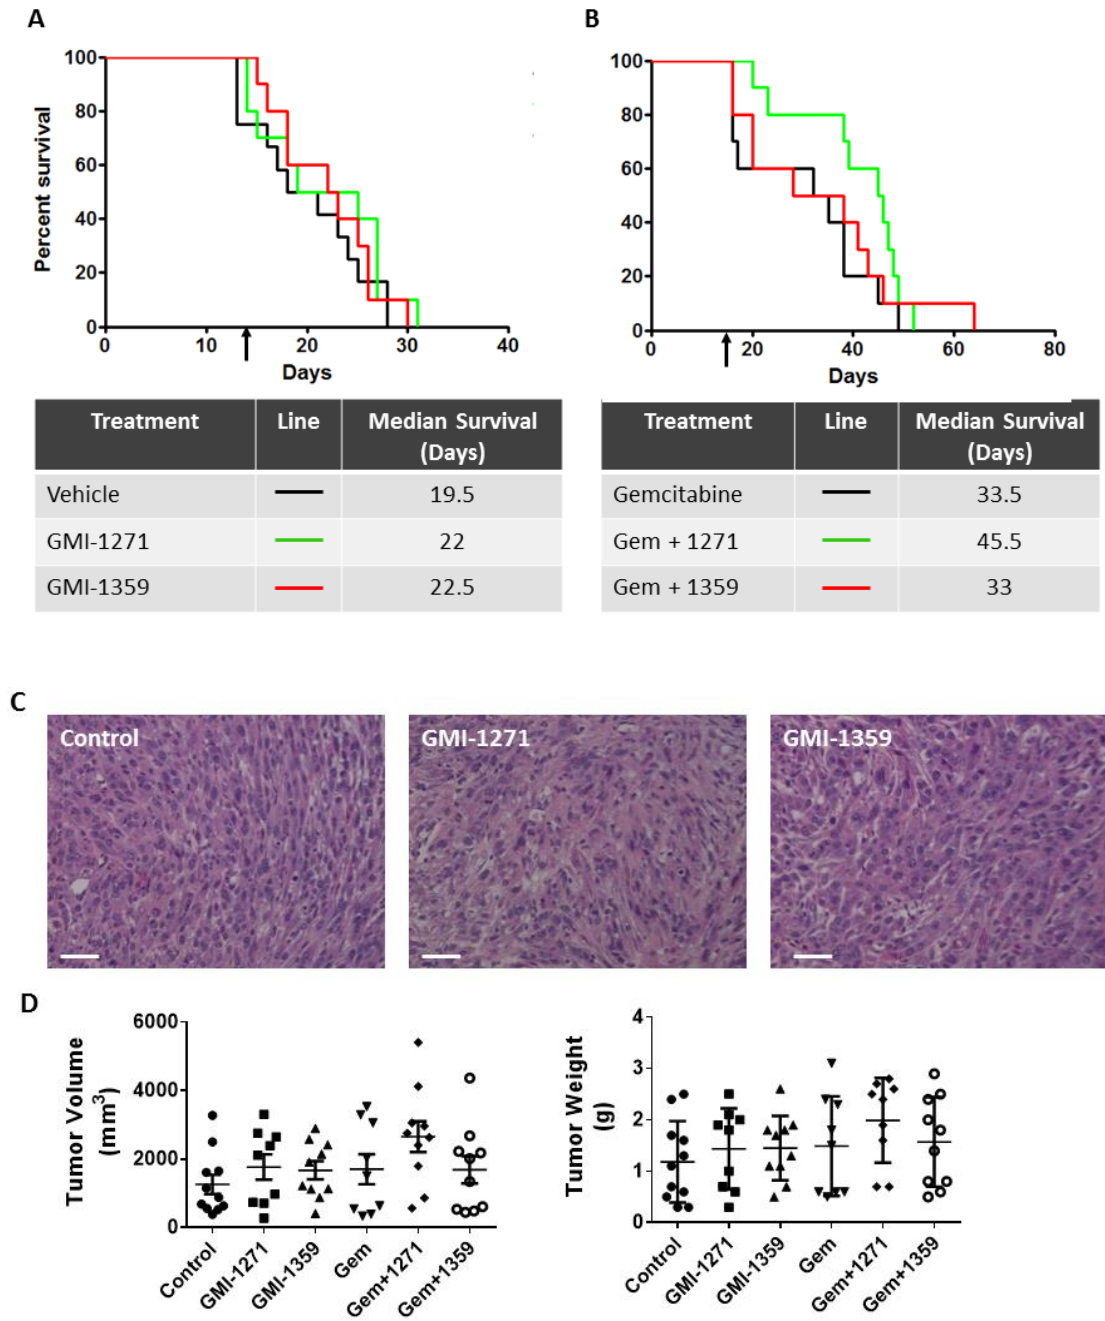 A
B
100
80
60
40
20
0
Percent survival
0 10 20 30 40
Days
100
80
60
40
20
0
0 20 40 60 80
Days
Treatment Line Median Survival
(Days)
Vehicle 19.5
GMI-1271 22
GMI-1359 22.5
Treatment Line Median Survival
(Days)
Gemcitabine 33.5
Gem + 1271 45.5
Gem + 1359 33
C
Control
GMI-1271
GMI-1359
D
Tumor Volume
(mm³)
6000
4000
2000
0
Control
GMI-1271
GMI-1359
Gem
Gem+1271
Gem+1359
Tumor Weight
(g)
4
3
2
1
0
Control
GMI-1271
GMI-1359
Gem
Gem+1271
Gem+1359